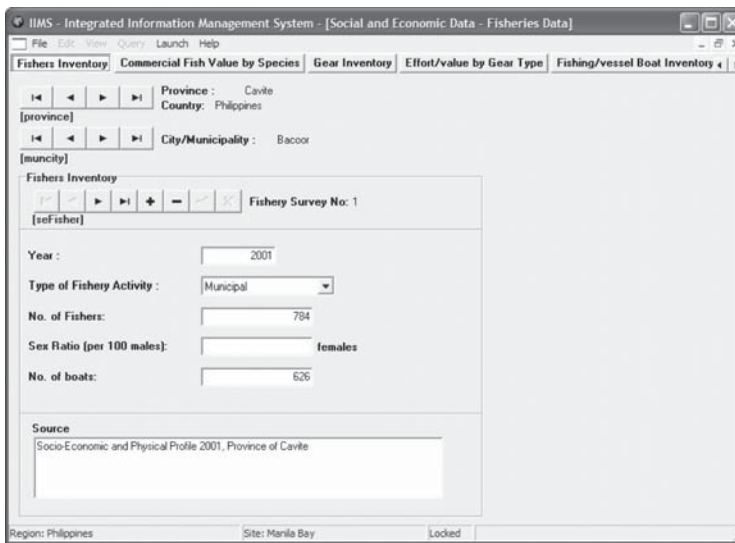 IIMS - Integrated Information Management System - [Social and Economic Data - Fisheries Data]
File Edit View Query Launch Help
Fishers Inventory Commercial Fish Value by Species Gear Inventory Effort/value by Gear Type Fishing/vessel Boat Inventory
Province : Cavite
Country: Philippines
[province]
City/Municipality : Bacoor
[muncity]
Fishers Inventory
Fishery Survey No: 1
[seFisher]
Year : 2001
Type of Fishery Activity : Municipal
No. of Fishers: 784
Sex Ratio (per 100 males): females
No. of boats: 626
Source
Socio-Economic and Physical Profile 2001, Province of Cavite
Region: Philippines Site: Manila Bay Locked